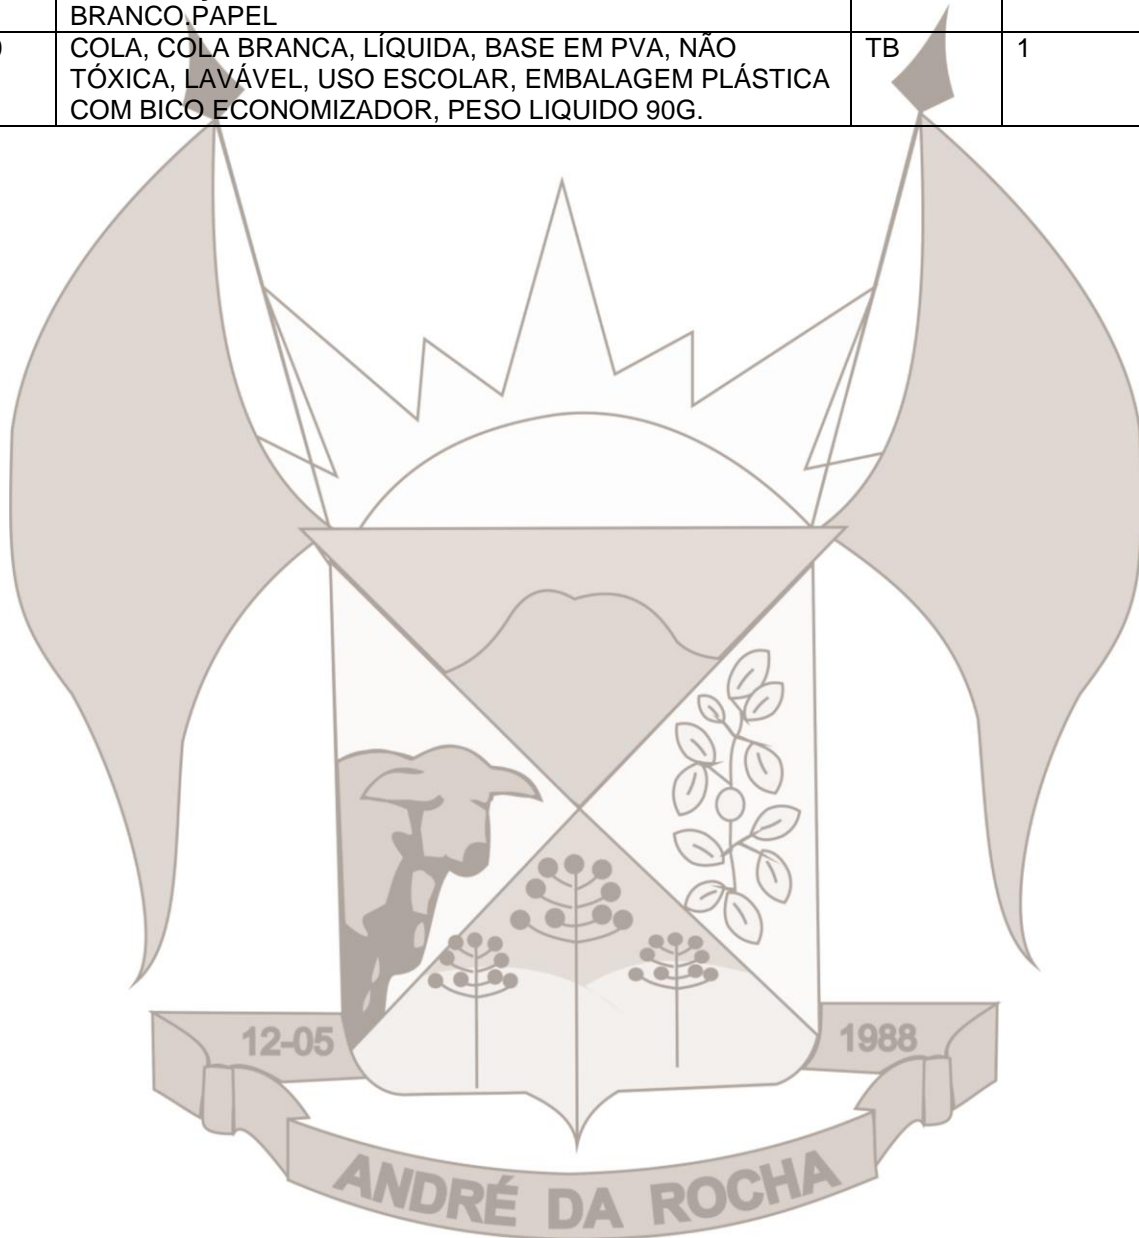 BRANCO.PAPEL
COLA, COLA BRANCA, LÍQUIDA, BASE EM PVA, NÃO TB 1
TÓXICA, LAVÁVEL, USO ESCOLAR, EMBALAGEM PLÁSTICA
COM BICO ECONOMIZADOR, PESO LIQUIDO 90G.
12-05 1988
ANDRÉ DA ROCHA